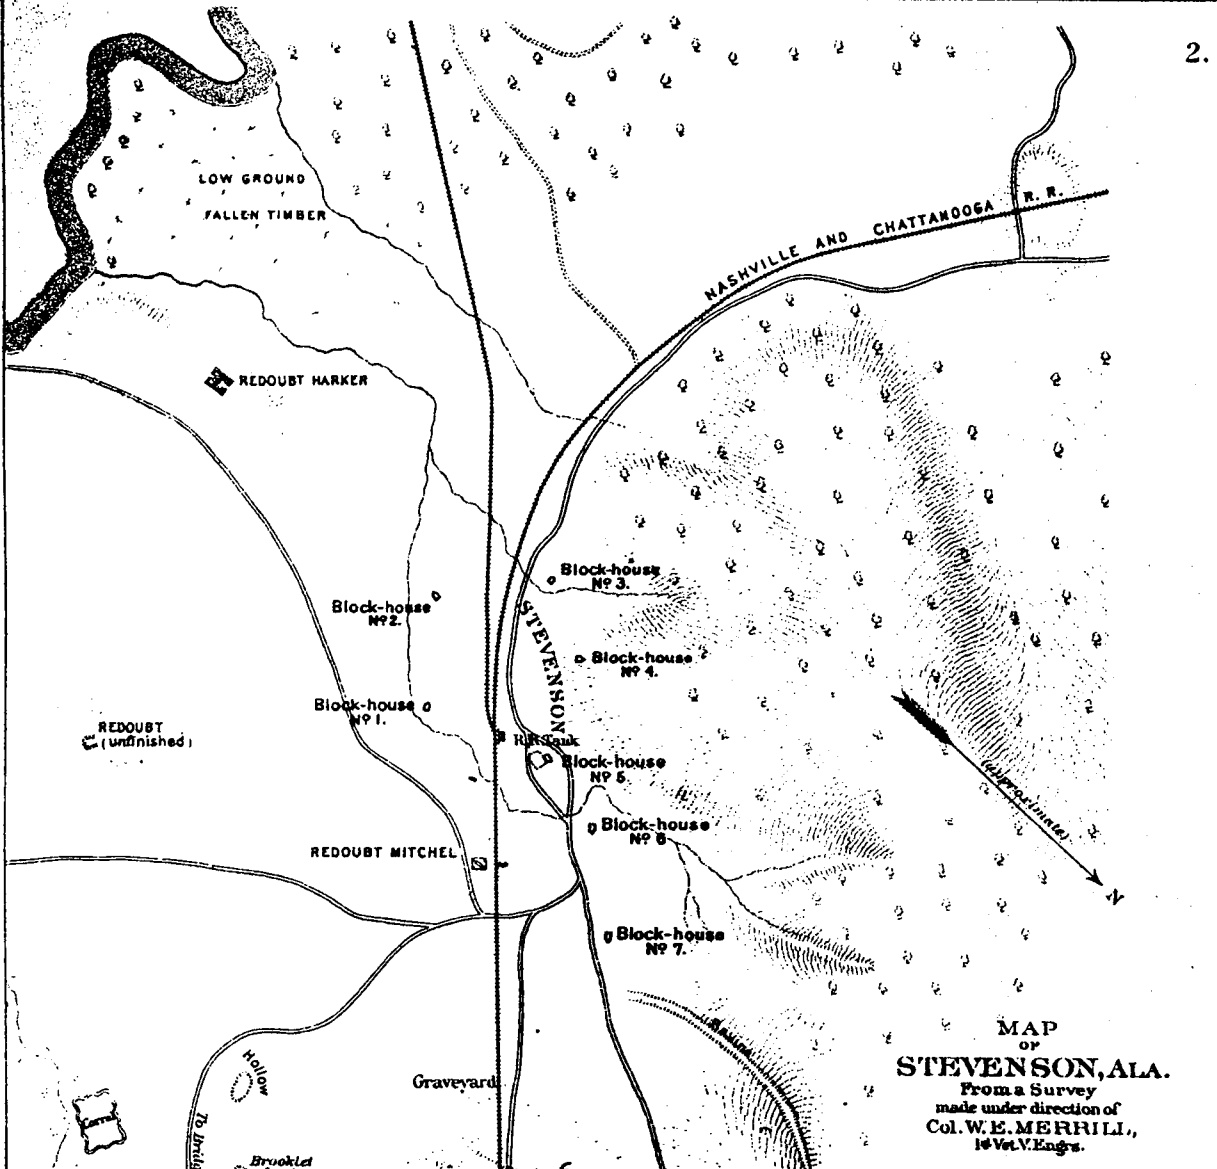 2.
LOW GROUND
FALLEN TIMBER
NASHVILLE AND CHATTANOOGA R. R.
REDOUBT HARKER
Block-house
Nº 3.
Block-house
Nº 2.
STEVENSON
Block-house
Nº 4.
Block-house
Nº 1.
REDOUBT
(unfinished)
R.R. Tank
Block-house
Nº 5.
(approximate)
Block-house
Nº 6
REDOUBT MITCHEL
N
Block-house
Nº 7.
Ravine
MAP
OF
STEVENSON, ALA.
From a Survey
made under direction of
Col. W. E. MERRILL,
1st Vet. V. Engrs.
Hollow
Graveyard
Corral
To Bridg
Brooklet